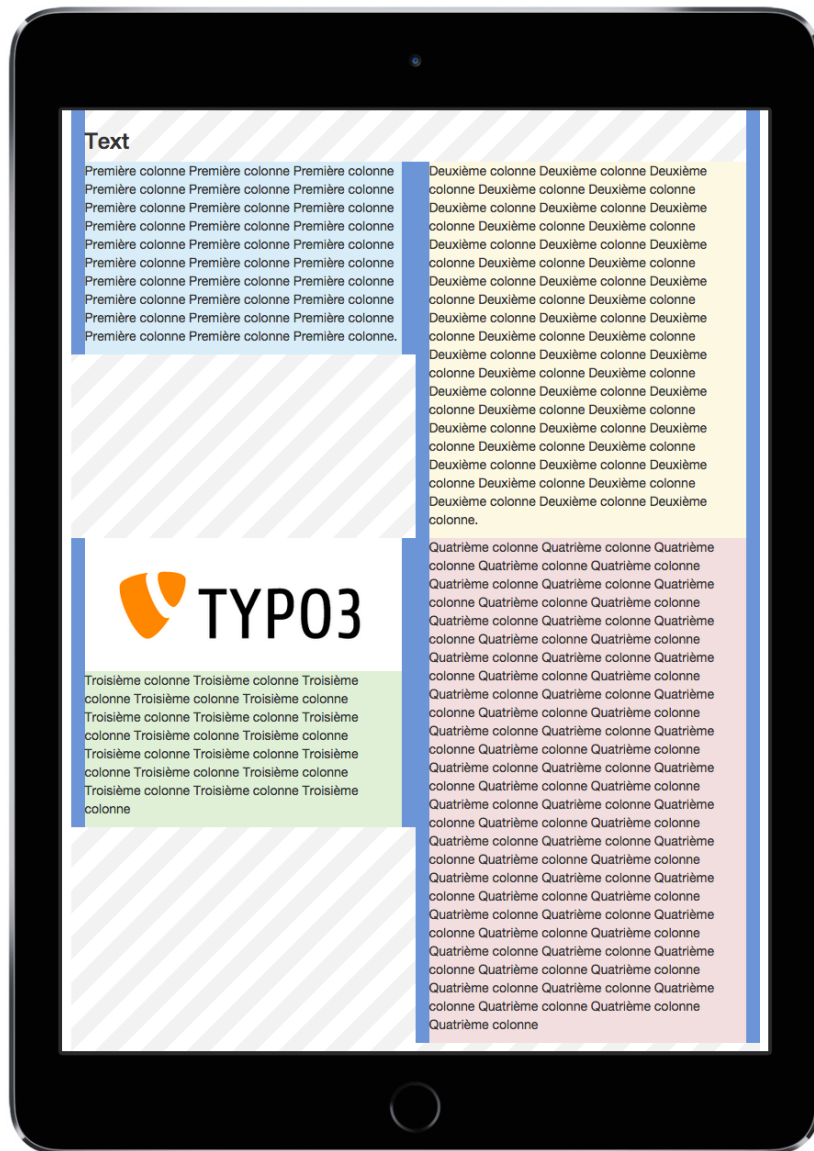 Text
Première colonne Première colonne Première colonne
Première colonne Première colonne Première colonne
Première colonne Première colonne Première colonne
Première colonne Première colonne Première colonne
Première colonne Première colonne Première colonne
Première colonne Première colonne Première colonne
Première colonne Première colonne Première colonne
Première colonne Première colonne Première colonne
Première colonne Première colonne Première colonne
Première colonne Première colonne Première colonne.
Deuxième colonne Deuxième colonne Deuxième
colonne Deuxième colonne Deuxième colonne
Deuxième colonne Deuxième colonne Deuxième
colonne Deuxième colonne Deuxième colonne
Deuxième colonne Deuxième colonne Deuxième
colonne Deuxième colonne Deuxième colonne
Deuxième colonne Deuxième colonne Deuxième
colonne Deuxième colonne Deuxième colonne
Deuxième colonne Deuxième colonne Deuxième
colonne Deuxième colonne Deuxième colonne
Deuxième colonne Deuxième colonne Deuxième
colonne Deuxième colonne Deuxième colonne
Deuxième colonne Deuxième colonne Deuxième
colonne Deuxième colonne Deuxième colonne
Deuxième colonne Deuxième colonne Deuxième
colonne Deuxième colonne Deuxième colonne
Deuxième colonne Deuxième colonne Deuxième
colonne Deuxième colonne Deuxième colonne
Deuxième colonne Deuxième colonne Deuxième
colonne.
TYPO3
Troisième colonne Troisième colonne Troisième
colonne Troisième colonne Troisième colonne
Troisième colonne Troisième colonne Troisième
colonne Troisième colonne Troisième colonne
Troisième colonne Troisième colonne Troisième
colonne Troisième colonne Troisième colonne
Troisième colonne Troisième colonne Troisième
colonne
Quatrième colonne Quatrième colonne Quatrième
colonne Quatrième colonne Quatrième colonne
Quatrième colonne Quatrième colonne Quatrième
colonne Quatrième colonne Quatrième colonne
Quatrième colonne Quatrième colonne Quatrième
colonne Quatrième colonne Quatrième colonne
Quatrième colonne Quatrième colonne Quatrième
colonne Quatrième colonne Quatrième colonne
Quatrième colonne Quatrième colonne Quatrième
colonne Quatrième colonne Quatrième colonne
Quatrième colonne Quatrième colonne Quatrième
colonne Quatrième colonne Quatrième colonne
Quatrième colonne Quatrième colonne Quatrième
colonne Quatrième colonne Quatrième colonne
Quatrième colonne Quatrième colonne Quatrième
colonne Quatrième colonne Quatrième colonne
Quatrième colonne Quatrième colonne Quatrième
colonne Quatrième colonne Quatrième colonne
Quatrième colonne Quatrième colonne Quatrième
colonne Quatrième colonne Quatrième colonne
Quatrième colonne Quatrième colonne Quatrième
colonne Quatrième colonne Quatrième colonne
Quatrième colonne Quatrième colonne Quatrième
colonne Quatrième colonne Quatrième colonne
Quatrième colonne Quatrième colonne Quatrième
colonne Quatrième colonne Quatrième colonne
Quatrième colonne